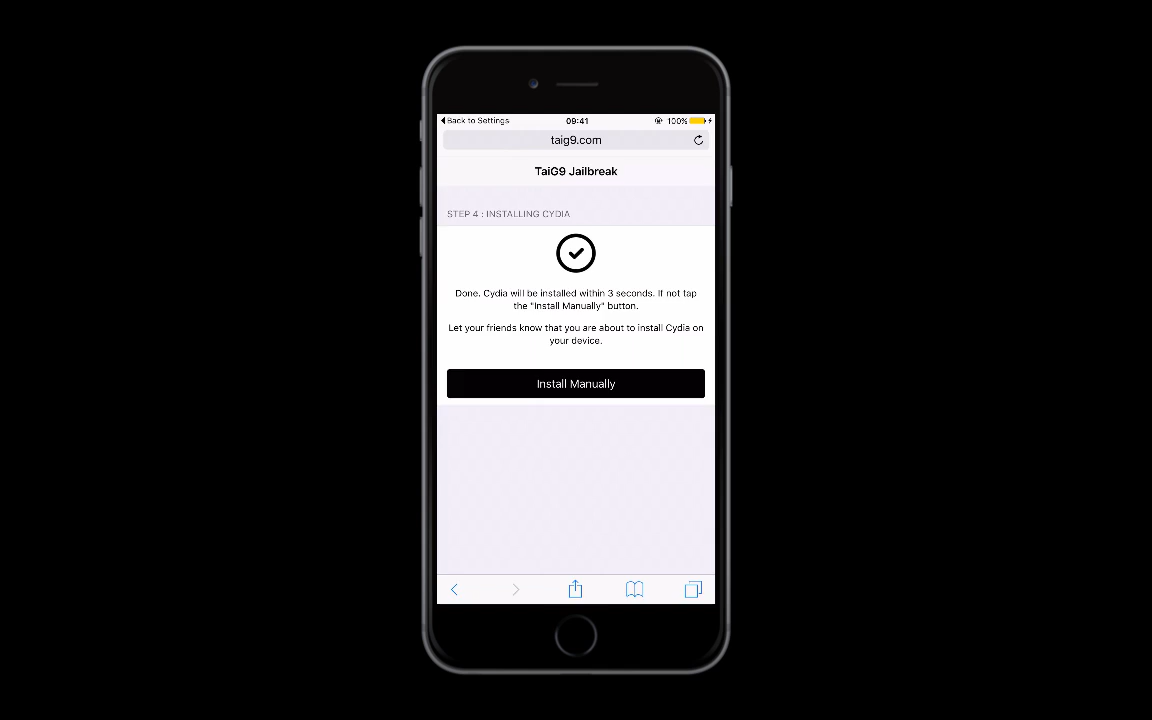 Back to Settings 09:41 100%
taig9.com
TaiG9 Jailbreak
STEP 4 : INSTALLING CYDIA
Done. Cydia will be installed within 3 seconds. If not tap
the "Install Manually" button.
Let your friends know that you are about to install Cydia on
your device.
Install Manually